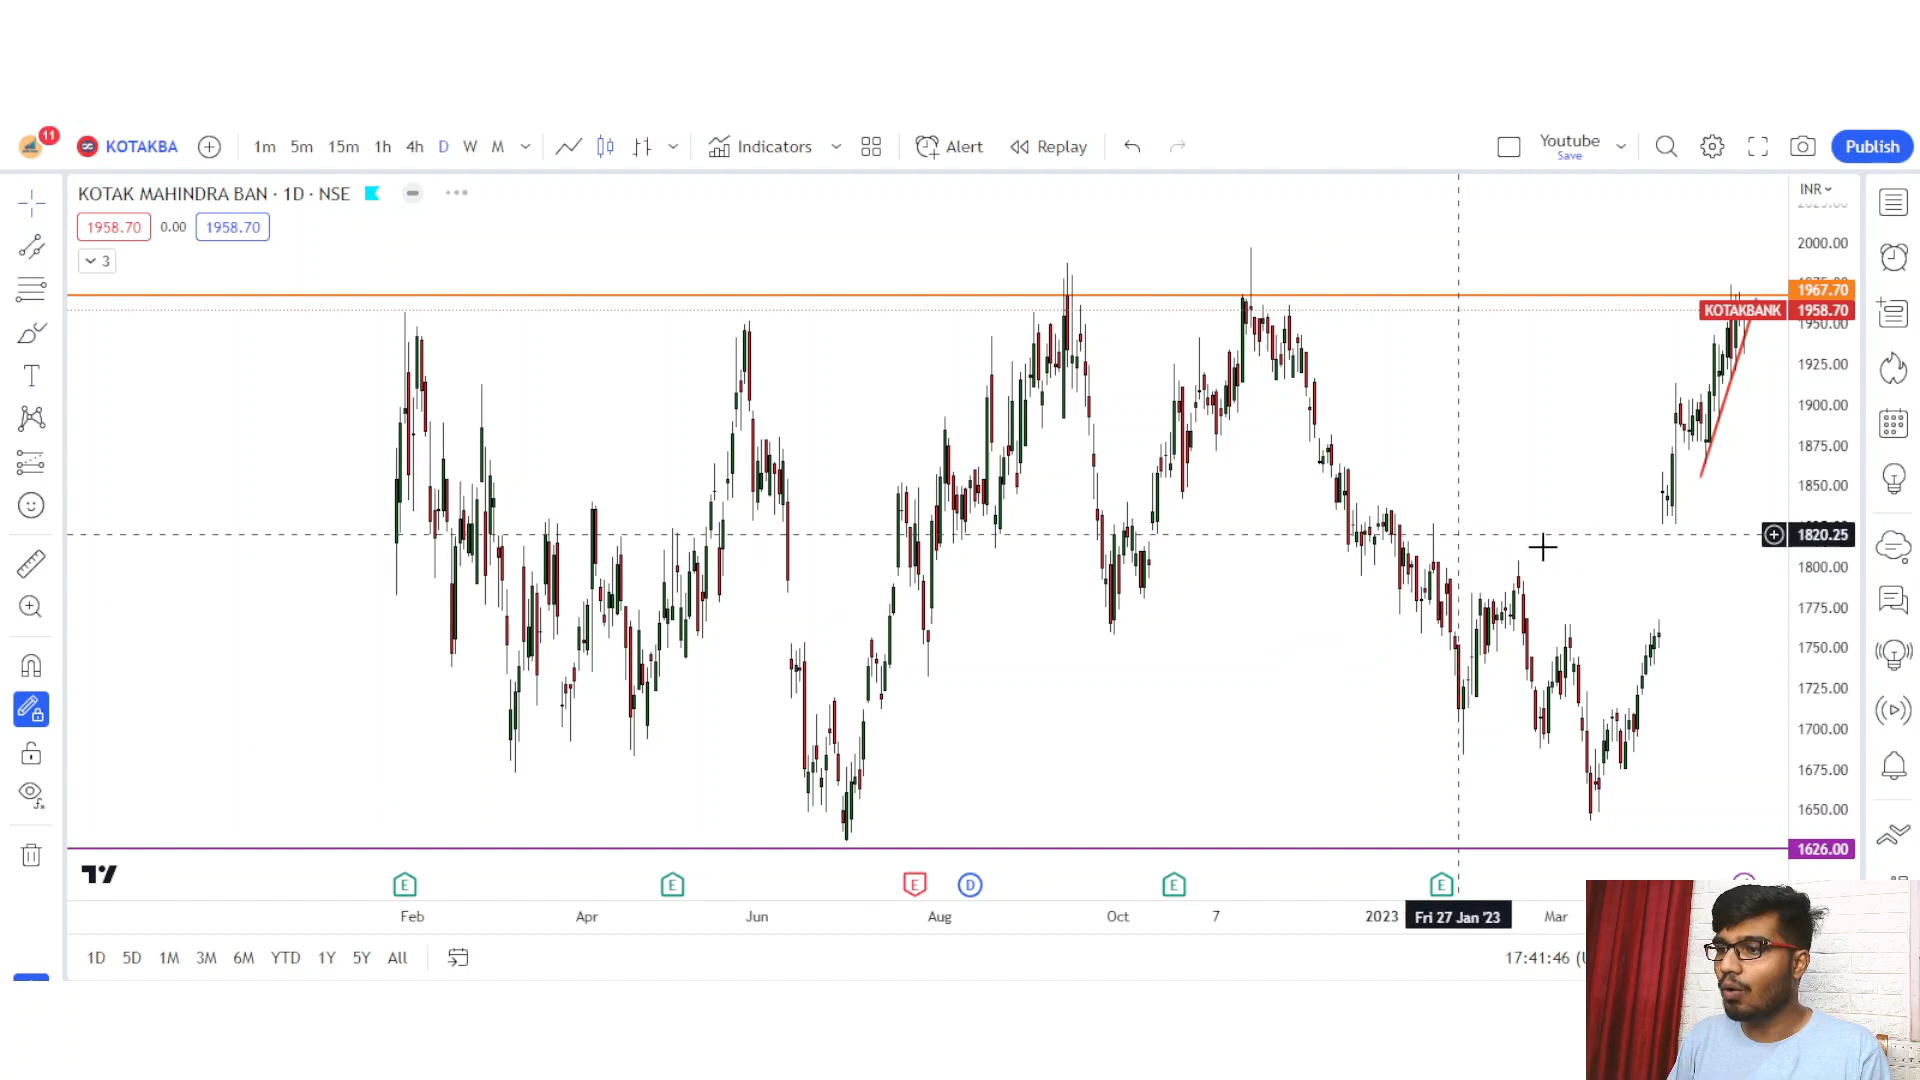 11
KOTAKBA
1m 5m 15m 1h 4h D W M
Indicators
Alert
Replay
Youtube
Save
Publish
KOTAK MAHINDRA BAN · 1D · NSE
1958.70 0.00 1958.70
3
INR
2000.00
1967.70
KOTAKBANK 1958.70
1950.00
1925.00
1900.00
1875.00
1850.00
1820.25
1800.00
1775.00
1750.00
1725.00
1700.00
1675.00
1650.00
1626.00
E E E D E E
Feb Apr Jun Aug Oct 7 2023 Fri 27 Jan '23 Mar
1D 5D 1M 3M 6M YTD 1Y 5Y All
17:41:46